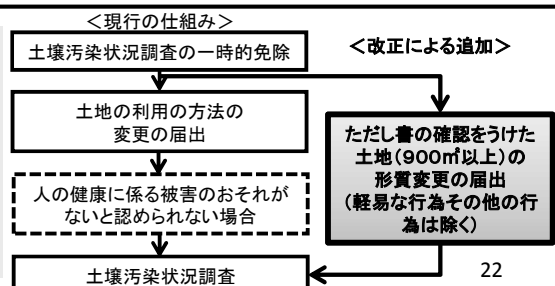 ＜現行の仕組み＞
土壌汚染状況調査の一時的免除
＜改正による追加＞
土地の利用の方法の
変更の届出
ただし書の確認をうけた
土地（900㎡以上）の
形質変更の届出
（軽易な行為その他の行
為は除く）
人の健康に係る被害のおそれが
ないと認められない場合
土壌汚染状況調査
22